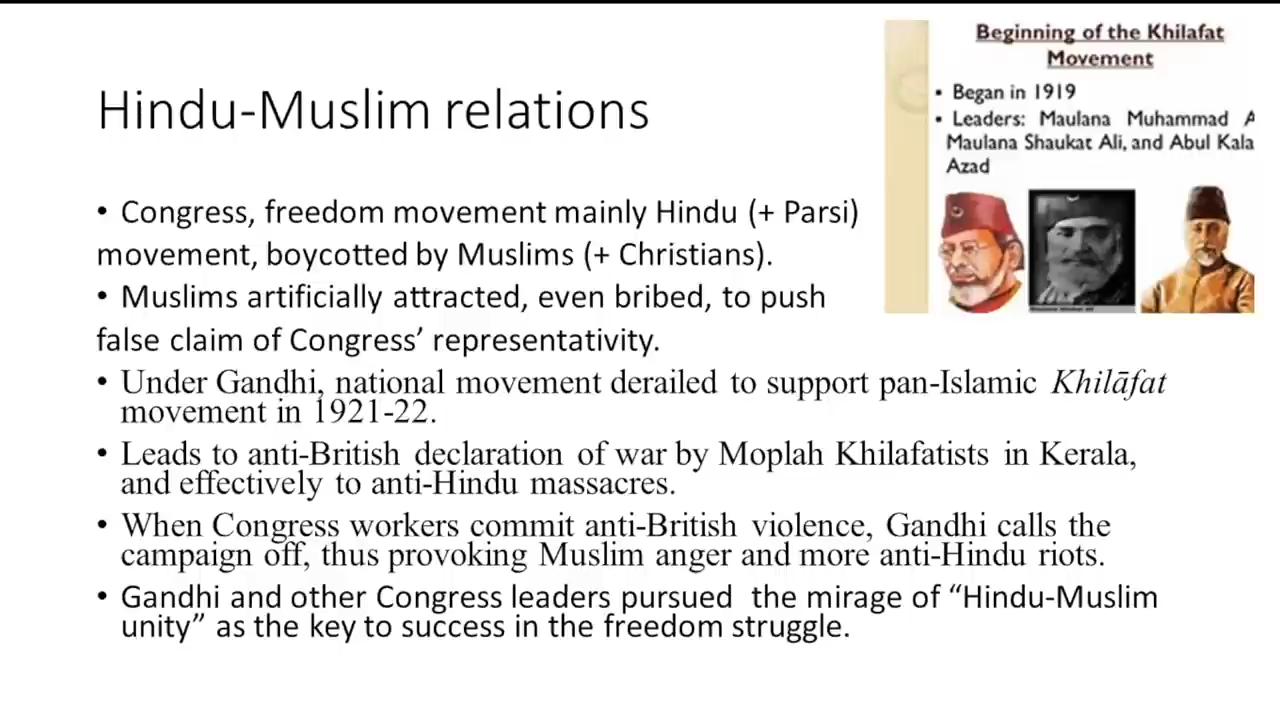 Hindu-Muslim relations
• Congress, freedom movement mainly Hindu (+ Parsi)
movement, boycotted by Muslims (+ Christians).
• Muslims artificially attracted, even bribed, to push
false claim of Congress’ representativity.
• Under Gandhi, national movement derailed to support pan-Islamic Khilāfat
movement in 1921-22.
• Leads to anti-British declaration of war by Moplah Khilafatists in Kerala,
and effectively to anti-Hindu massacres.
• When Congress workers commit anti-British violence, Gandhi calls the
campaign off, thus provoking Muslim anger and more anti-Hindu riots.
• Gandhi and other Congress leaders pursued the mirage of “Hindu-Muslim
unity” as the key to success in the freedom struggle.
Beginning of the Khilafat
Movement
• Began in 1919
• Leaders: Maulana Muhammad A
Maulana Shaukat Ali, and Abul Kala
Azad